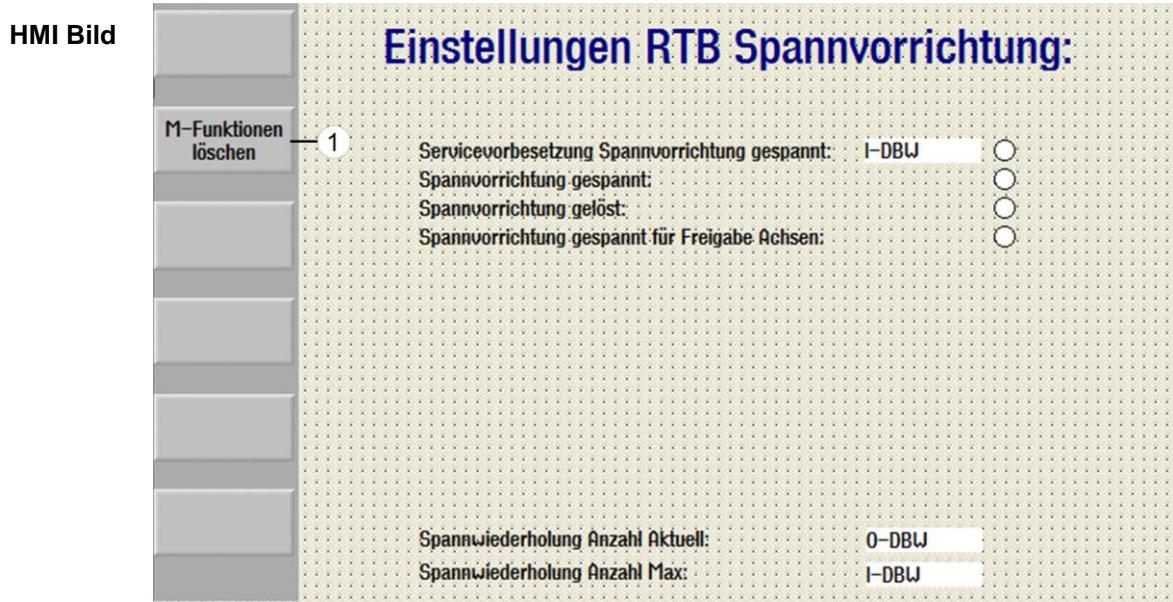 HMI Bild
Einstellungen RTB Spannvorrichtung:
M-Funktionen
löschen
1
Servicevorbesetzung Spannvorrichtung gespannt: I-DBW
Spannvorrichtung gespannt:
Spannvorrichtung gelöst:
Spannvorrichtung gespannt für Freigabe Achsen:
Spannwiederholung Anzahl Aktuell: O-DBW
Spannwiederholung Anzahl Max: I-DBW